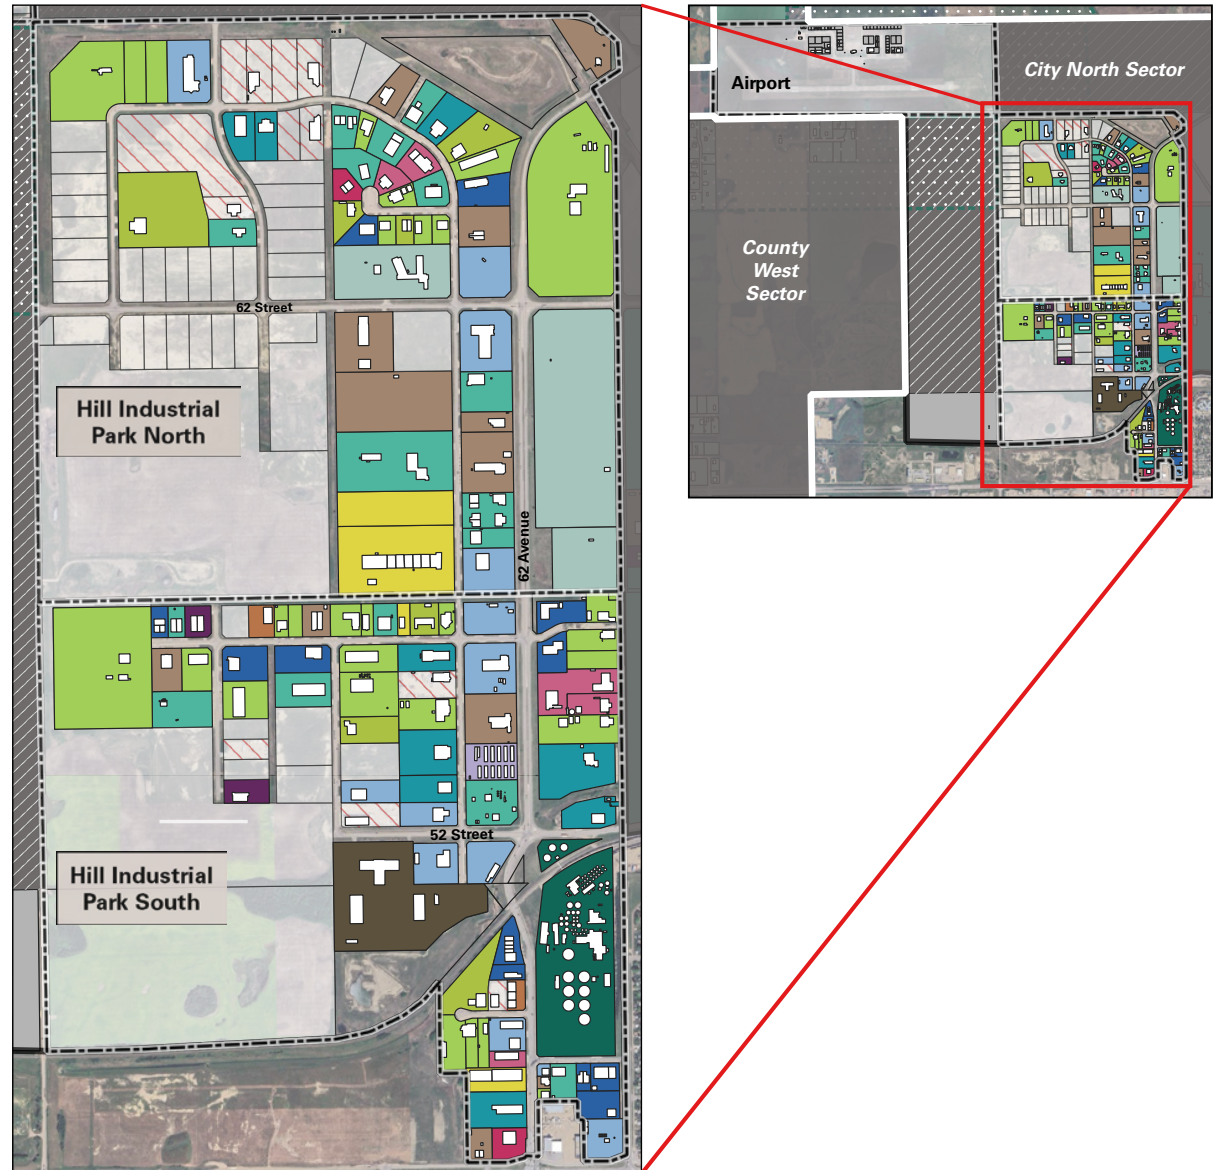 62 Street
Hill Industrial
Park North
62 Avenue
52 Street
Hill Industrial
Park South
Airport
City North Sector
County
West
Sector